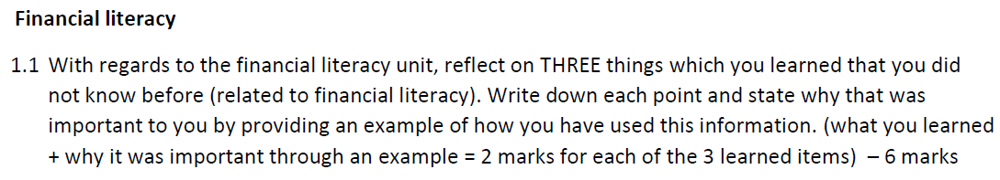 Financial literacy
1.1 With regards to the financial literacy unit, reflect on THREE things which you learned that you did
not know before (related to financial literacy). Write down each point and state why that was
important to you by providing an example of how you have used this information. (what you learned
+ why it was important through an example = 2 marks for each of the 3 learned items) – 6 marks